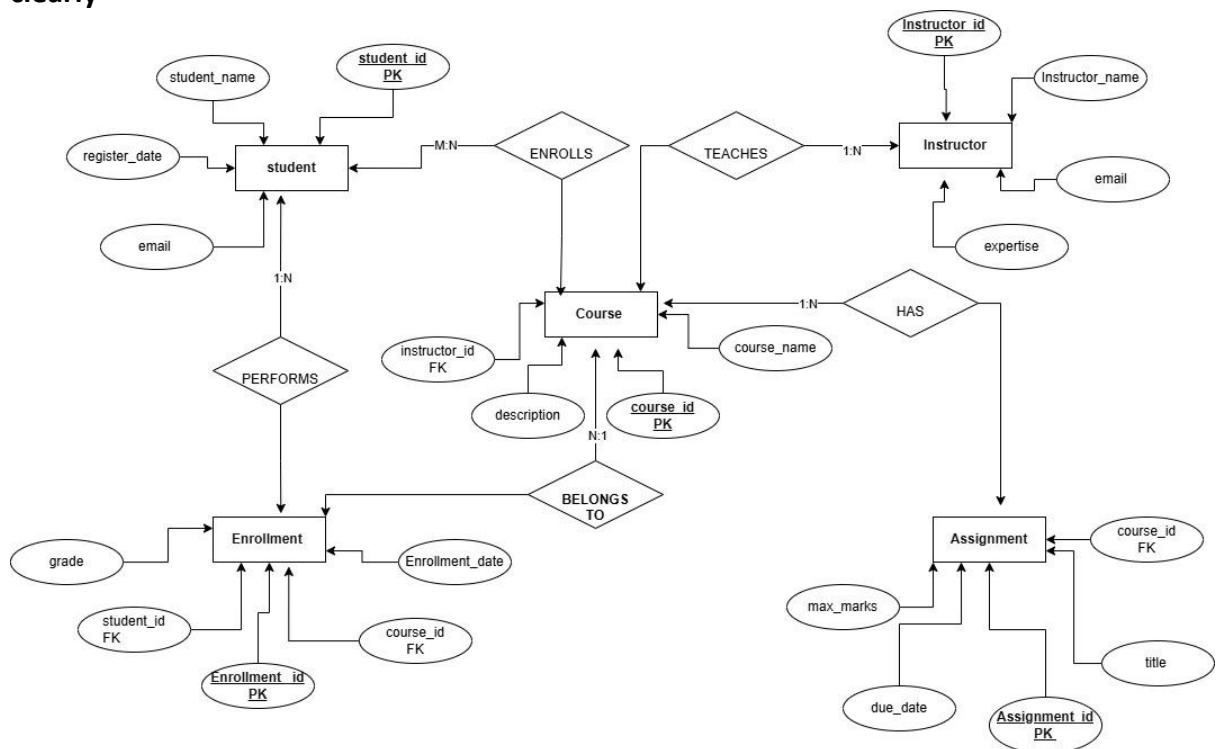 clearly
Instructor_id
PK
student_id
PK
student_name
Instructor_name
register_date
student
M:N
ENROLLS
TEACHES
1:N
Instructor
email
email
expertise
1:N
Course
1:N
HAS
instructor_id
FK
course_name
PERFORMS
description
course_id
PK
N:1
BELONGS
TO
Enrollment
Assignment
course_id
FK
grade
Enrollment_date
max_marks
student_id
FK
course_id
FK
title
Enrollment_id
PK
due_date
Assignment_id
PK